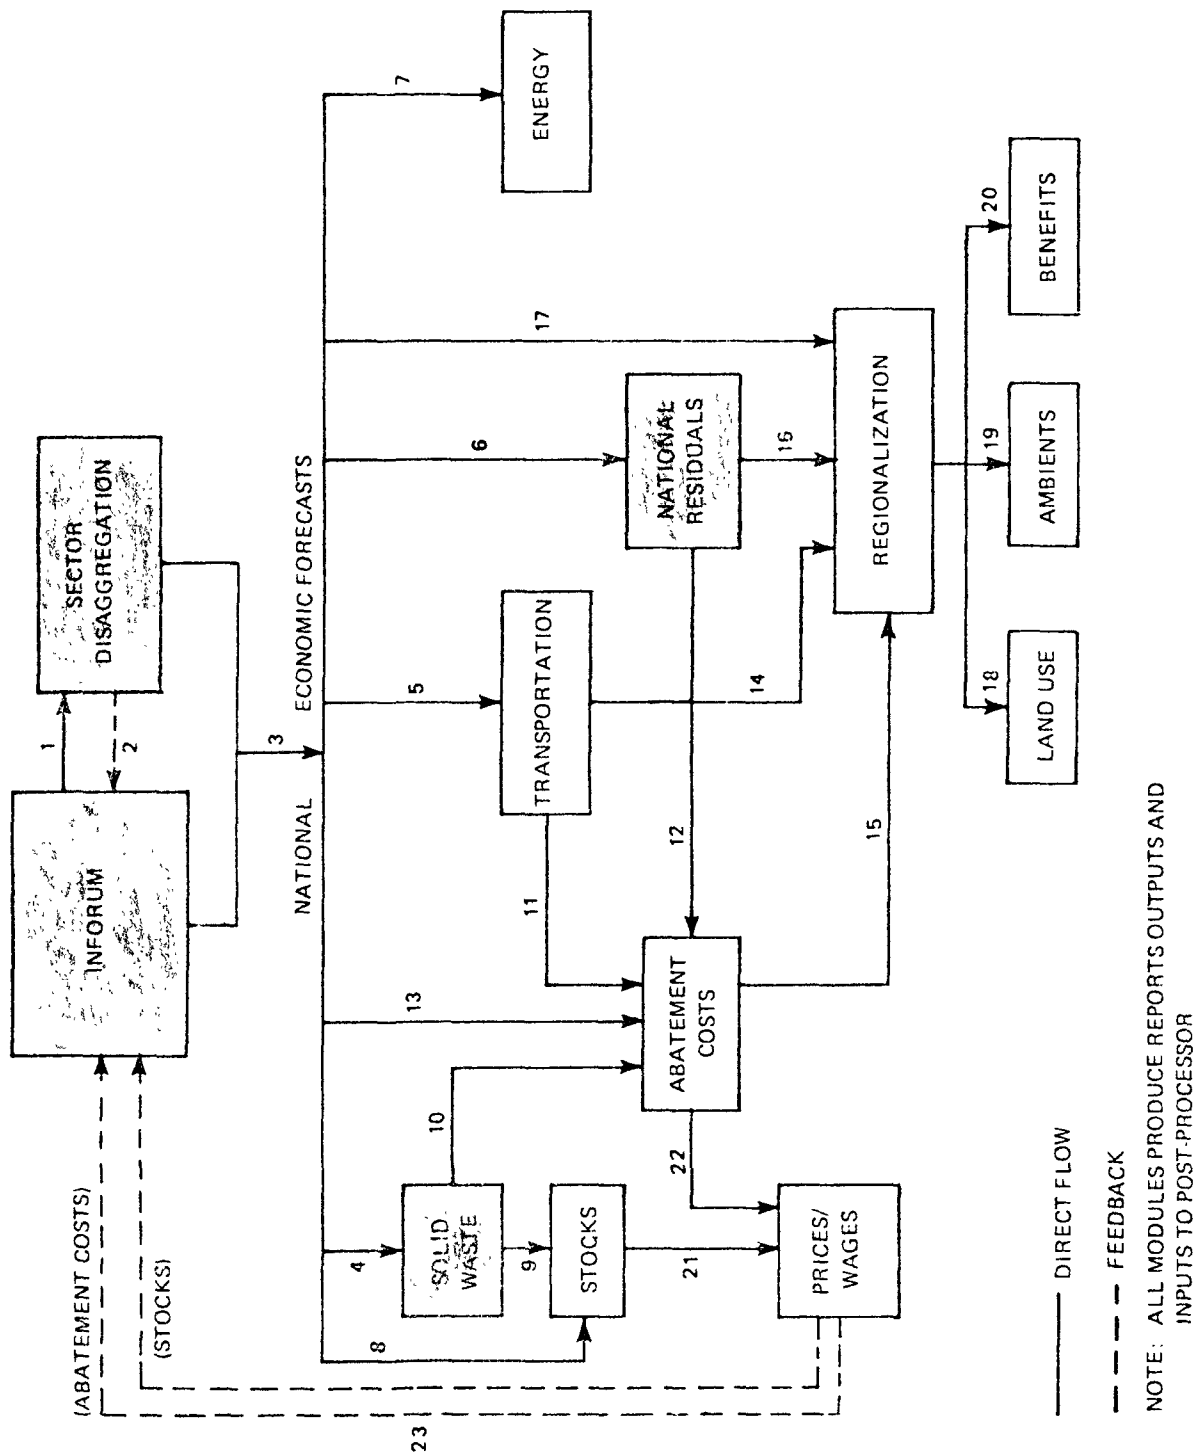 (ABATEMENT COSTS)
(STOCKS)
23
INFORUM
1
2
SECTOR
DISAGGREGATION
3
NATIONAL ECONOMIC FORECASTS
8
4
SOLID
WASTE
10
9
STOCKS
21
13
11
5
TRANSPORTATION
6
17
7
ENERGY
22
ABATEMENT
COSTS
12
14
NATIONAL
RESIDUALS
16
PRICES/
WAGES
15
REGIONALIZATION
18
19
20
LAND USE
AMBIENTS
BENEFITS
DIRECT FLOW
FEEDBACK
NOTE: ALL MODULES PRODUCE REPORTS OUTPUTS AND
INPUTS TO POST-PROCESSOR